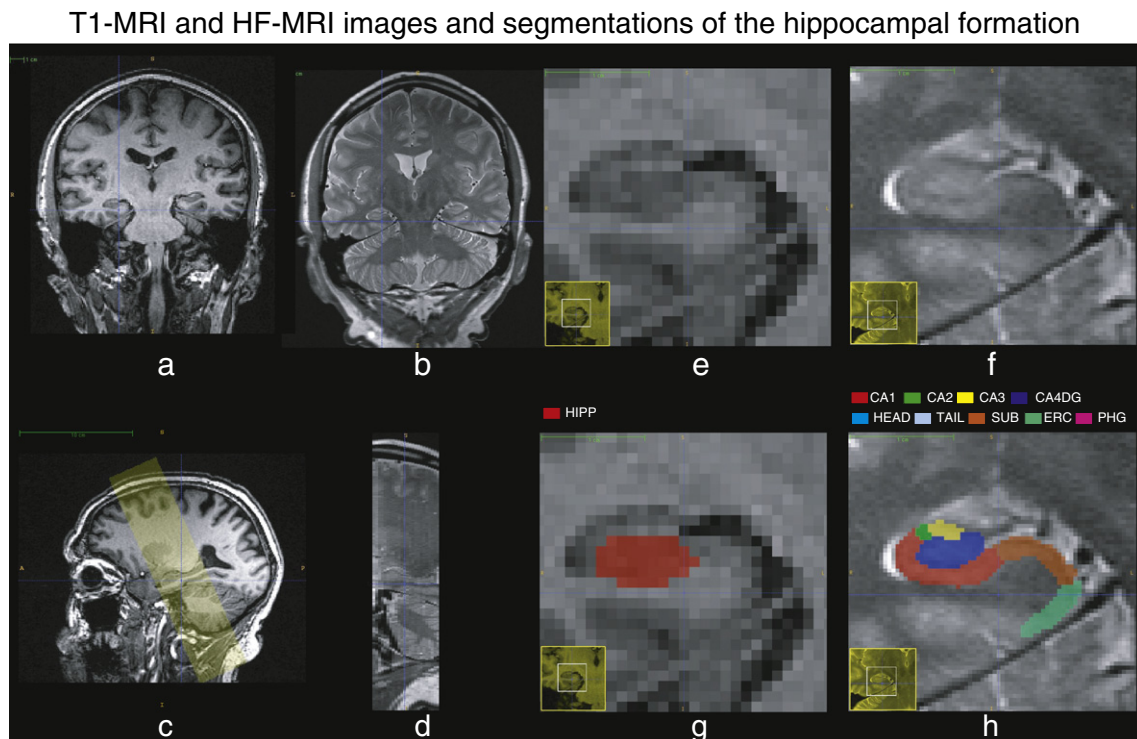 T1-MRI and HF-MRI images and segmentations of the hippocampal formation
a
b
e
f
HIPP
CA1 CA2 CA3 CA4DG
HEAD TAIL SUB ERC PHG
c
d
g
h